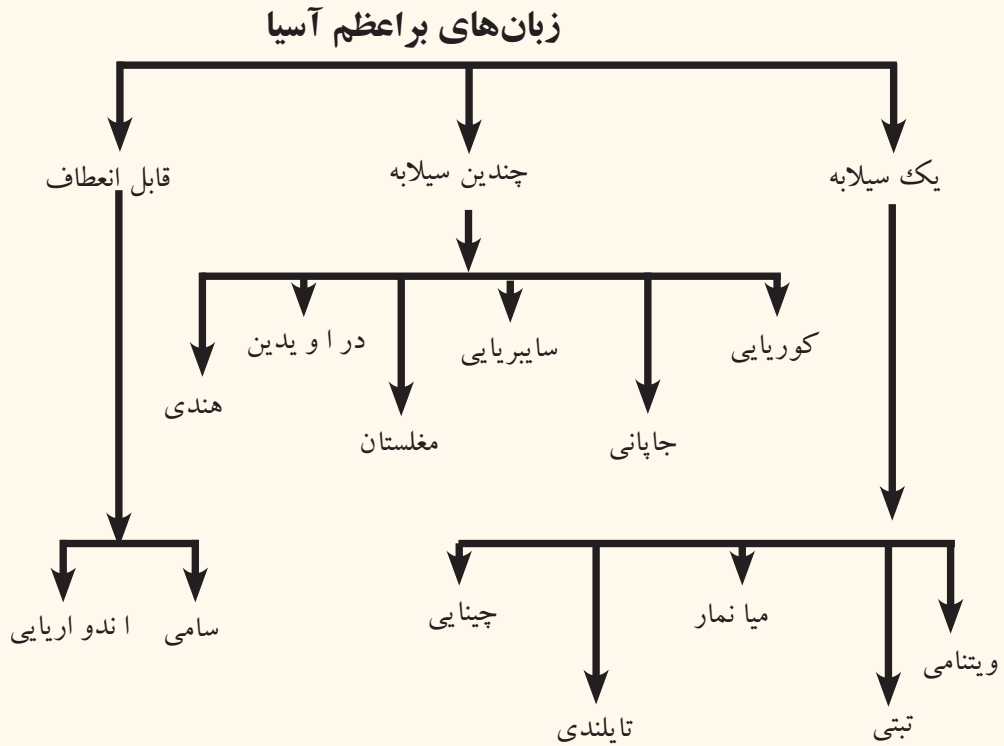 زبان‌های براعظم آسیا
یک سیلابه
چندین سیلابه
قابل انعطاف
کوریایی
سایبریایی
در ا و یدین
هندی
جاپانی
مغلستان
ویتنامی
تبتی
میا نمار
تایلندی
چینایی
سامی
ا ندو اریایی